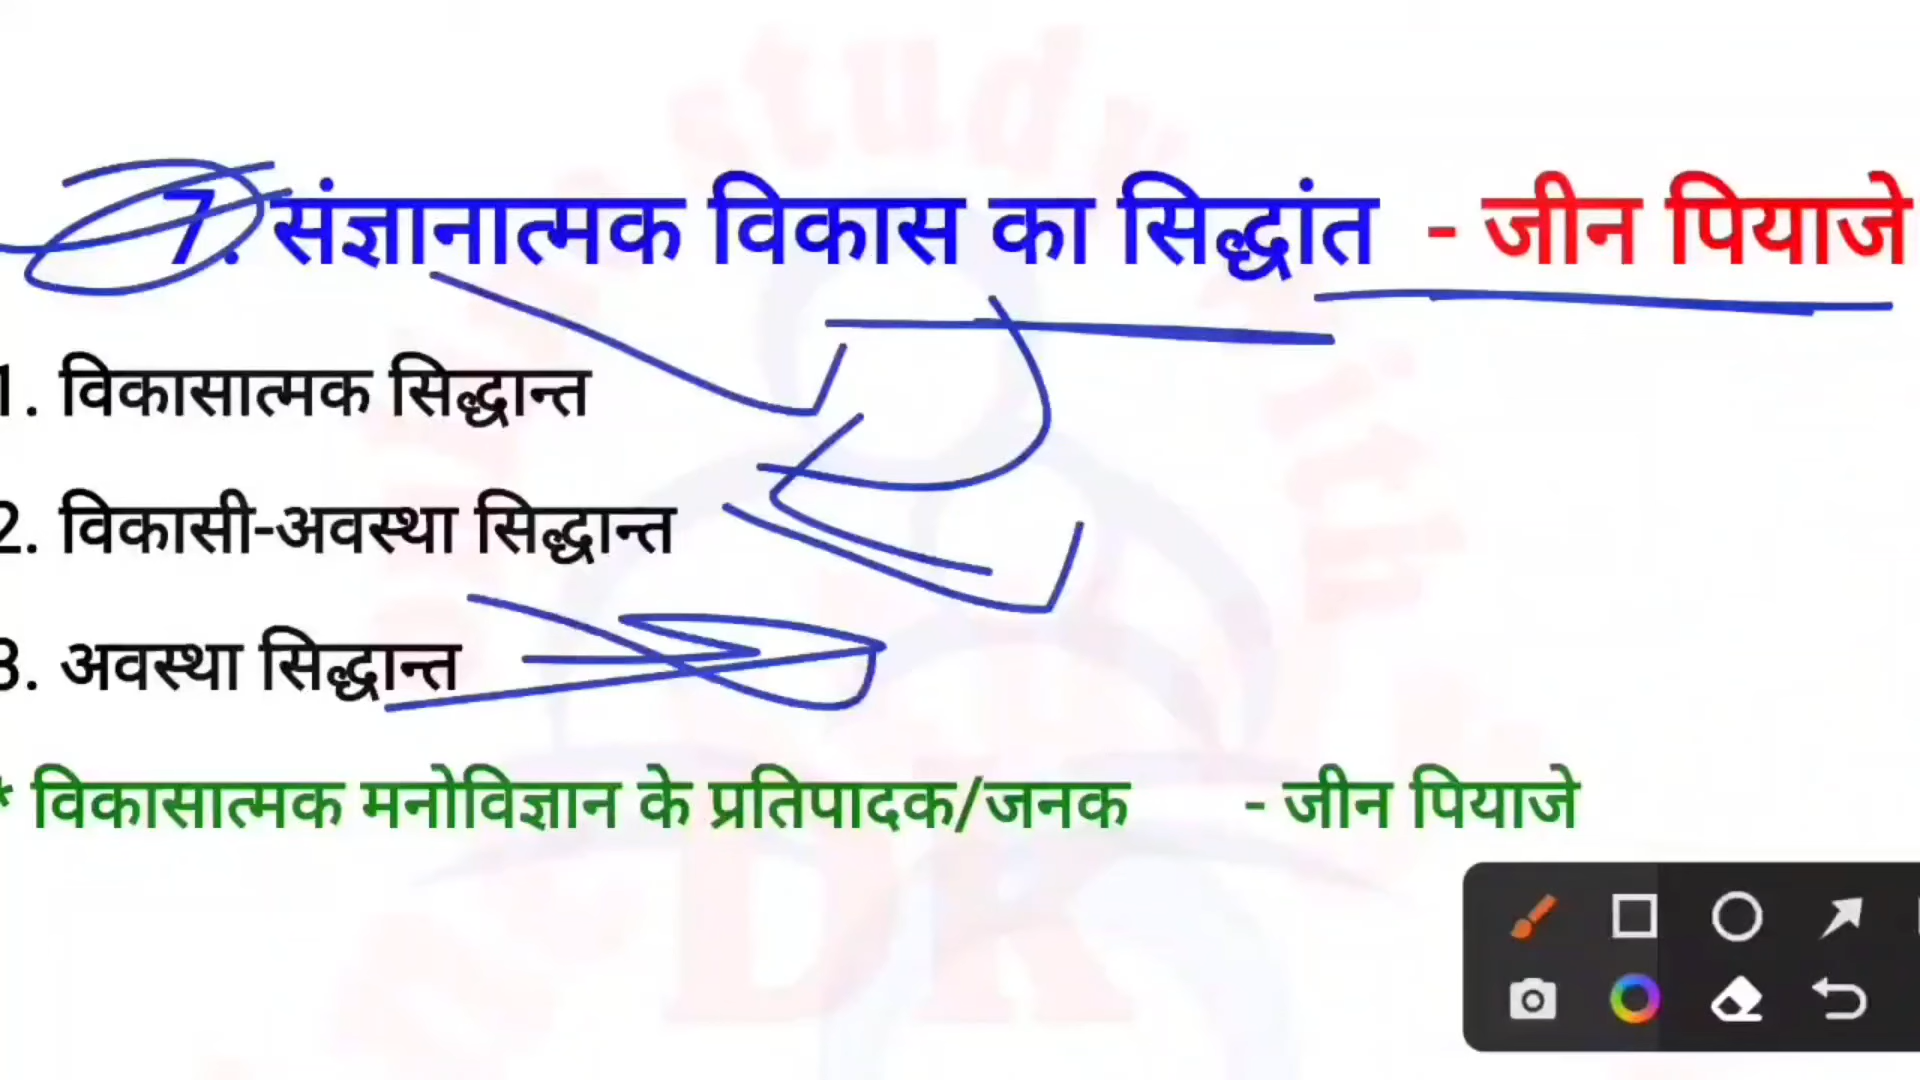 7. संज्ञानात्मक विकास का सिद्धांत - जीन पियाजे
1. विकासात्मक सिद्धान्त
2. विकासी-अवस्था सिद्धान्त
3. अवस्था सिद्धान्त
* विकासात्मक मनोविज्ञान के प्रतिपादक/जनक - जीन पियाजे